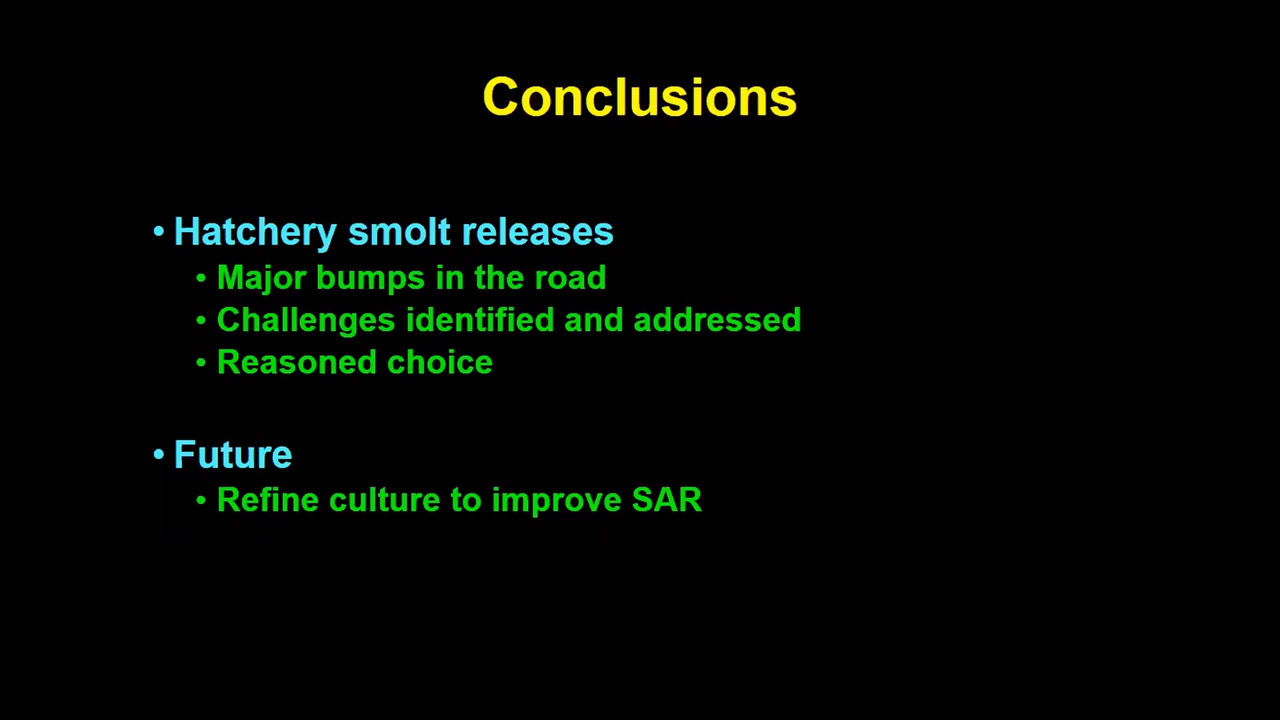 Conclusions
• Hatchery smolt releases
• Major bumps in the road
• Challenges identified and addressed
• Reasoned choice
• Future
• Refine culture to improve SAR